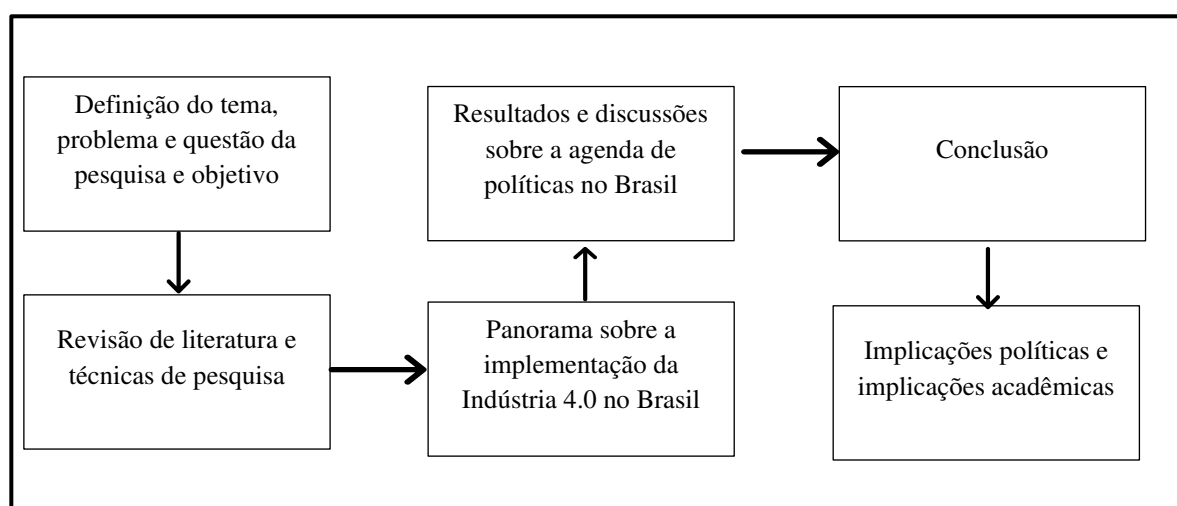 Definição do tema,
problema e questão da
pesquisa e objetivo
Revisão de literatura e
técnicas de pesquisa
Panorama sobre a
implementação da
Indústria 4.0 no Brasil
Resultados e discussões
sobre a agenda de
políticas no Brasil
Conclusão
Implicações políticas e
implicações acadêmicas